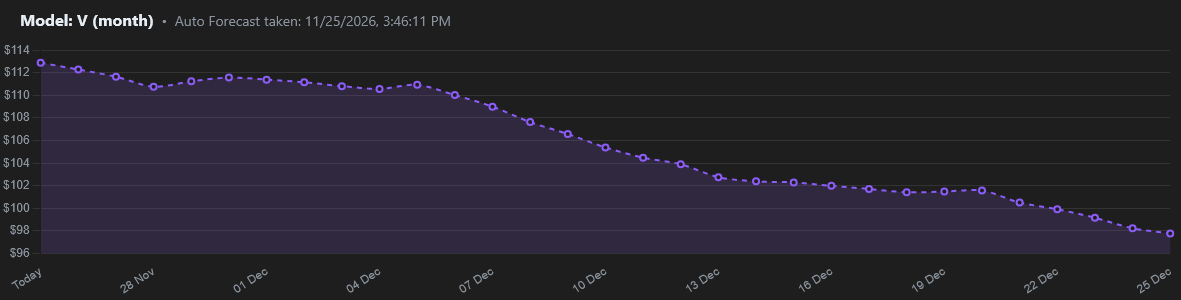 Model: V (month) • Auto Forecast taken: 11/25/2026, 3:46:11 PM
$114
$112
$110
$108
$106
$104
$102
$100
$98
$96
Today
28 Nov
01 Dec
04 Dec
07 Dec
10 Dec
13 Dec
16 Dec
19 Dec
22 Dec
25 Dec